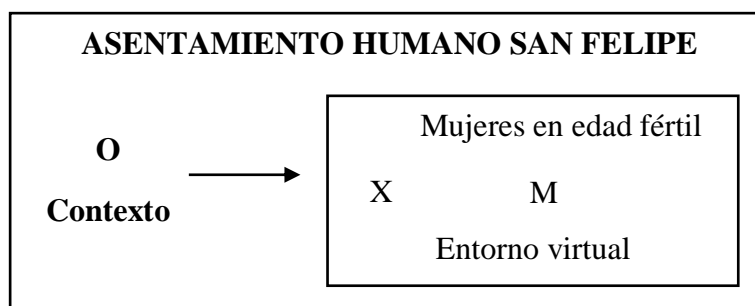 ASENTAMIENTO HUMANO SAN FELIPE
Mujeres en edad fértil
O
X M
Contexto
Entorno virtual